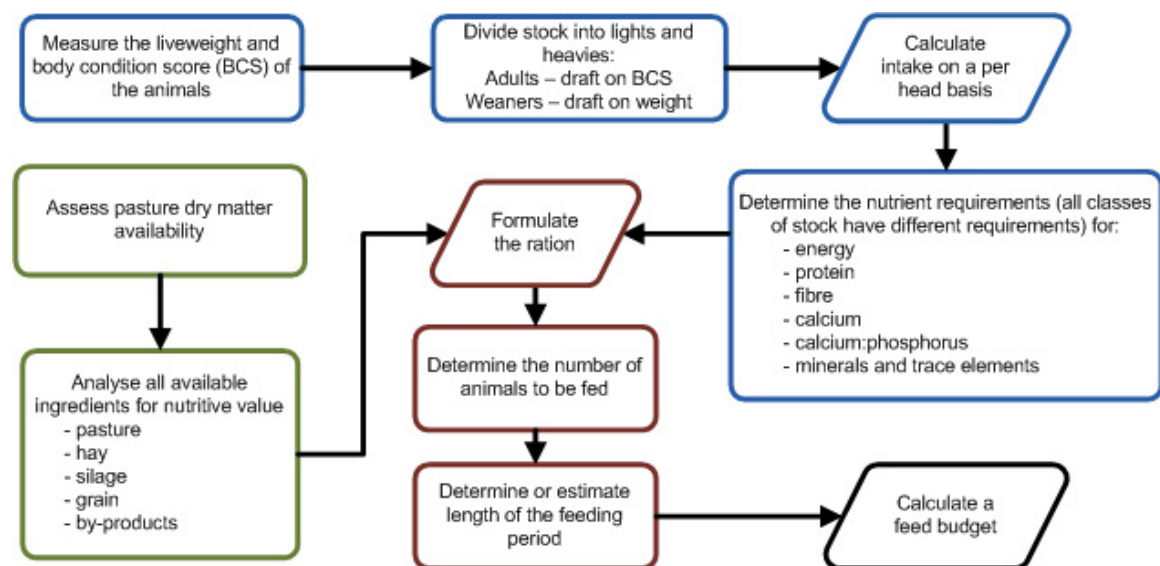 Measure the liveweight and
body condition score (BCS) of
the animals
Divide stock into lights and
heavies:
Adults – draft on BCS
Weaners – draft on weight
Calculate
intake on a per
head basis
Assess pasture dry matter
availability
Formulate
the ration
Determine the nutrient requirements (all classes
of stock have different requirements) for:
- energy
- protein
- fibre
- calcium
- calcium:phosphorus
- minerals and trace elements
Analyse all available
ingredients for nutritive value
- pasture
- hay
- silage
- grain
- by-products
Determine the number of
animals to be fed
Determine or estimate
length of the feeding
period
Calculate a
feed budget